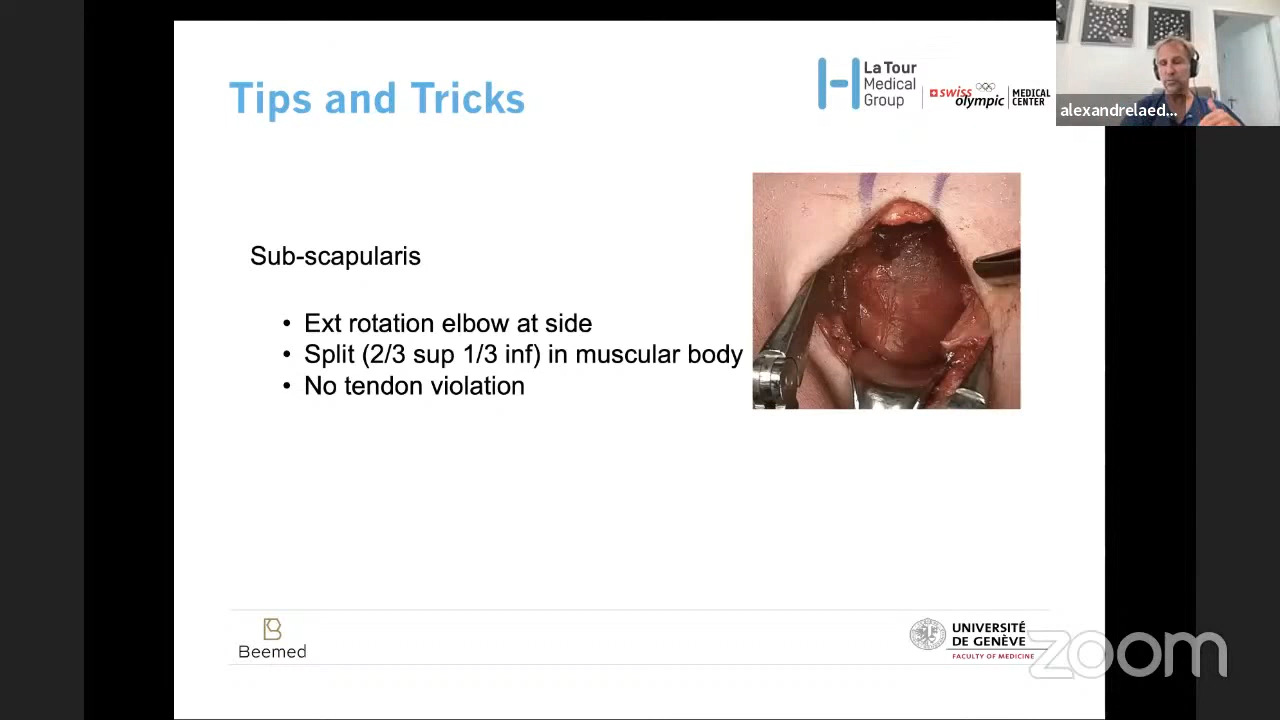 Tips and Tricks
La Tour
Medical
Group
swiss
olympic
MEDICAL
CENTER
alexandrelaed...
Sub-scapularis
• Ext rotation elbow at side
• Split (2/3 sup 1/3 inf) in muscular body
• No tendon violation
Beemed
UNIVERSITÉ
DE GENÈVE
FACULTY OF MEDICINE
zoom